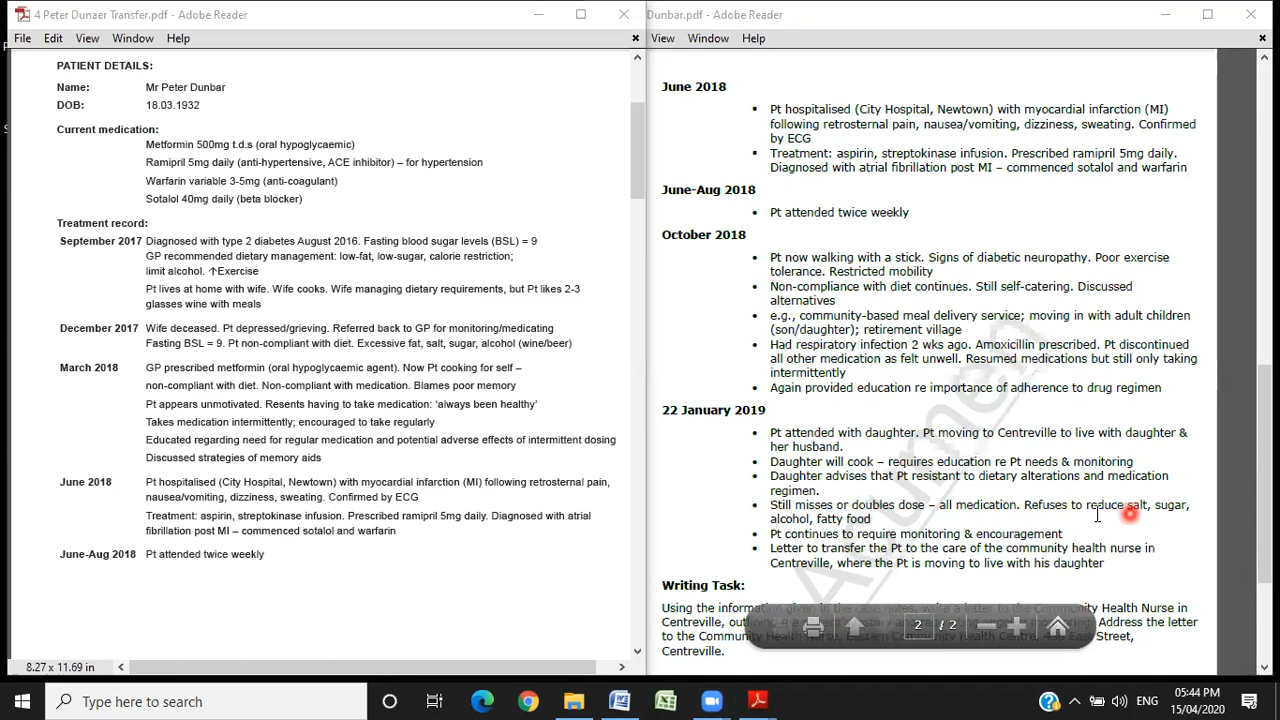 4 Peter Dunaer Transfer.pdf - Adobe Reader
File Edit View Window Help
PATIENT DETAILS:
Name: Mr Peter Dunbar
DOB: 18.03.1932
Current medication:
Metformin 500mg t.d.s (oral hypoglycaemic)
Ramipril 5mg daily (anti-hypertensive, ACE inhibitor) – for hypertension
Warfarin variable 3-5mg (anti-coagulant)
Sotalol 40mg daily (beta blocker)
Treatment record:
September 2017 Diagnosed with type 2 diabetes August 2016. Fasting blood sugar levels (BSL) = 9
GP recommended dietary management: low-fat, low-sugar, calorie restriction;
limit alcohol. ↑Exercise
Pt lives at home with wife. Wife cooks. Wife managing dietary requirements, but Pt likes 2-3
glasses wine with meals
December 2017 Wife deceased. Pt depressed/grieving. Referred back to GP for monitoring/medicating
Fasting BSL = 9. Pt non-compliant with diet. Excessive fat, salt, sugar, alcohol (wine/beer)
March 2018 GP prescribed metformin (oral hypoglycaemic agent). Now Pt cooking for self –
non-compliant with diet. Non-compliant with medication. Blames poor memory
Pt appears unmotivated. Resents having to take medication: ‘always been healthy’
Takes medication intermittently; encouraged to take regularly
Educated regarding need for regular medication and potential adverse effects of intermittent dosing
Discussed strategies of memory aids
June 2018 Pt hospitalised (City Hospital, Newtown) with myocardial infarction (MI) following retrosternal pain,
nausea/vomiting, dizziness, sweating. Confirmed by ECG
Treatment: aspirin, streptokinase infusion. Prescribed ramipril 5mg daily. Diagnosed with atrial
fibrillation post MI – commenced sotalol and warfarin
June-Aug 2018 Pt attended twice weekly
8.27 x 11.69 in
Dunbar.pdf - Adobe Reader
View Window Help
June 2018
Pt hospitalised (City Hospital, Newtown) with myocardial infarction (MI)
following retrosternal pain, nausea/vomiting, dizziness, sweating. Confirmed
by ECG
Treatment: aspirin, streptokinase infusion. Prescribed ramipril 5mg daily.
Diagnosed with atrial fibrillation post MI – commenced sotalol and warfarin
June-Aug 2018
Pt attended twice weekly
October 2018
Pt now walking with a stick. Signs of diabetic neuropathy. Poor exercise
tolerance. Restricted mobility
Non-compliance with diet continues. Still self-catering. Discussed
alternatives
e.g., community-based meal delivery service; moving in with adult children
(son/daughter); retirement village
Had respiratory infection 2 wks ago. Amoxicillin prescribed. Pt discontinued
all other medication as felt unwell. Resumed medications but still only taking
intermittently
Again provided education re importance of adherence to drug regimen
22 January 2019
Pt attended with daughter. Pt moving to Centreville to live with daughter &
her husband.
Daughter will cook – requires education re Pt needs & monitoring
Daughter advises that Pt resistant to dietary alterations and medication
regimen.
Still misses or doubles dose – all medication. Refuses to reduce salt, sugar,
alcohol, fatty food
Pt continues to require monitoring & encouragement
Letter to transfer the Pt to the care of the community health nurse in
Centreville, where the Pt is moving to live with his daughter
Writing Task:
Using the information given in the case notes, write a letter to the Community Health Nurse in
Centreville, Address the letter
to the Community East Street,
Centreville.
2 / 2
Acumen
Type here to search
ENG
05:44 PM
15/04/2020